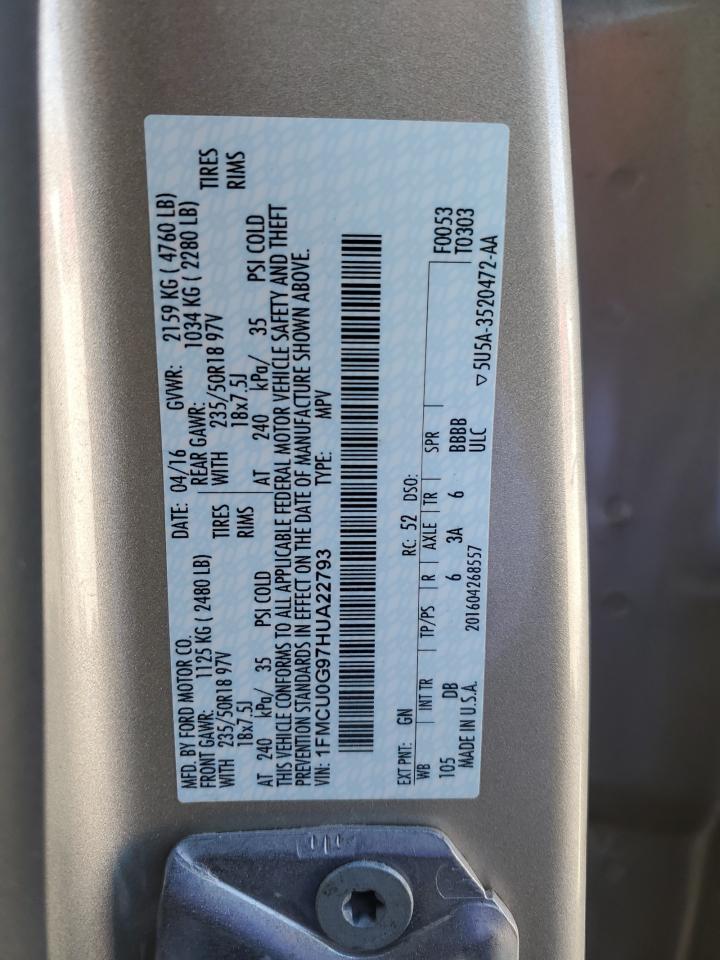 MFD. BY FORD MOTOR CO. DATE: 04/16 GVWR: 2159 KG ( 4760 LB)
FRONT GAWR: 1125 KG ( 2480 LB) REAR GAWR: 1034 KG ( 2280 LB)
WITH 235/50R18 97V TIRES WITH 235/50R18 97V TIRES
18x7.5J RIMS 18x7.5J RIMS
AT 240 kPa/ 35 PSI COLD AT 240 kPa/ 35 PSI COLD
THIS VEHICLE CONFORMS TO ALL APPLICABLE FEDERAL MOTOR VEHICLE SAFETY AND THEFT
PREVENTION STANDARDS IN EFFECT ON THE DATE OF MANUFACTURE SHOWN ABOVE.
VIN: 1FMCU0G97HUA22793 TYPE: MPV
EXT PNT: GN RC: 52 DSO:
WB INT TR TP/PS R AXLE TR SPR F0053
105 DB 6 3A 6 BBBB T0303
MADE IN U.S.A. 201604268557 ULC ▽5U5A-3520472-AA